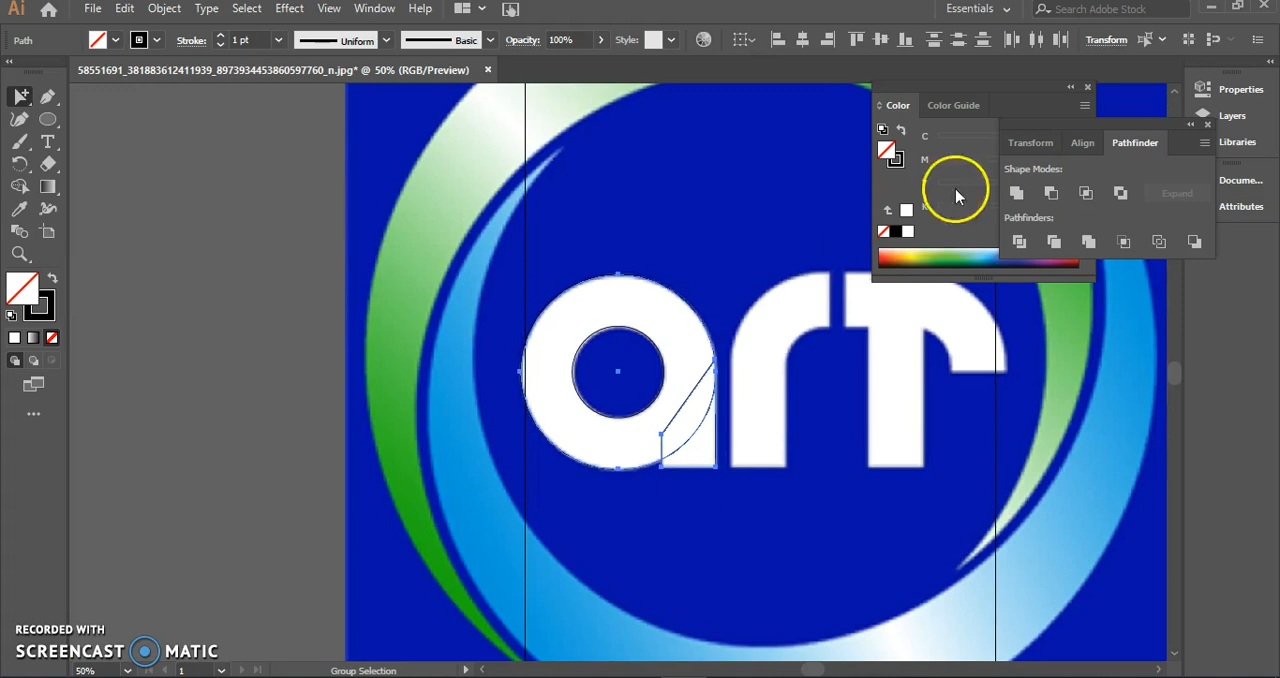 Ai File Edit Object Type Select Effect View Window Help Essentials Search Adobe Stock
Path Stroke: 1 pt Uniform Basic Opacity: 100% Style: Transform
58551691_381883612411939_8973934453860597760_n.jpg* @ 50% (RGB/Preview)
Color Color Guide
C
M
K
Transform Align Pathfinder
Shape Modes:
Expand
Pathfinders:
Properties
Layers
Libraries
Docume...
Attributes
art
RECORDED WITH
SCREENCAST MATIC
50% 1 Group Selection